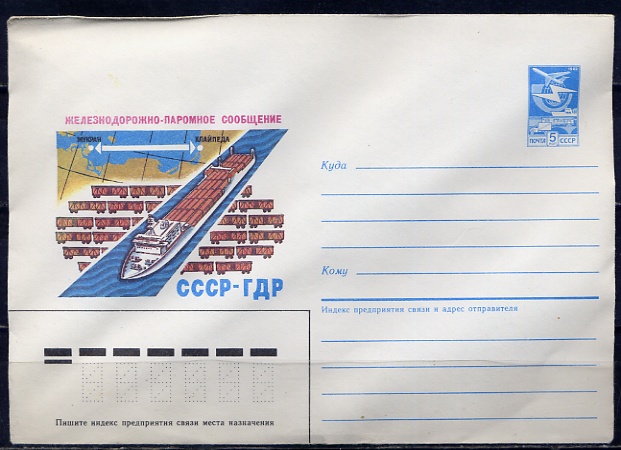 ЖЕЛЕЗНОДОРОЖНО-ПАРОМНОЕ СООБЩЕНИЕ
МУКРАН КЛАЙПЕДА
СССР-ГДР
ПОЧТА 5 СССР
Куда
Кому
Индекс предприятия связи и адрес отправителя
Пишите индекс предприятия связи места назначения